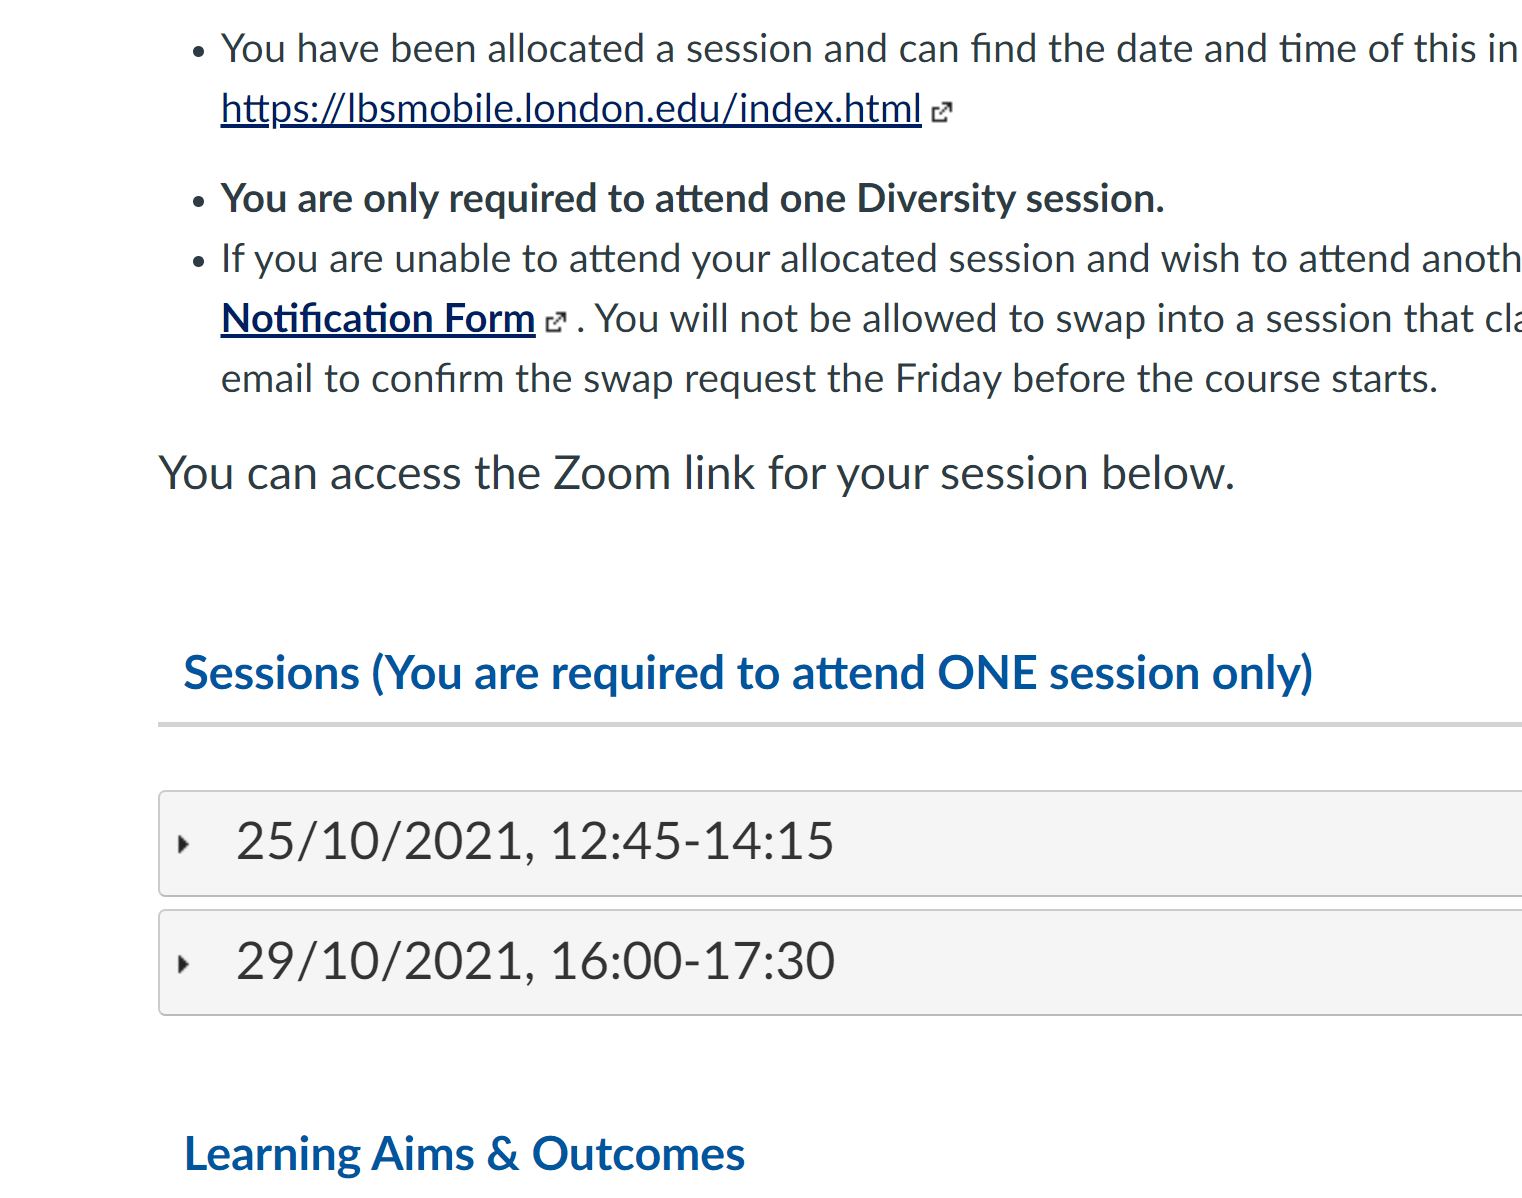 You have been allocated a session and can find the date and time of this in
https://lbsmobile.london.edu/index.html
You are only required to attend one Diversity session.
If you are unable to attend your allocated session and wish to attend
Notification Form . You will not be allowed to swap into a session that
email to confirm the swap request the Friday before the course starts.
You can access the Zoom link for your session below.
Sessions (You are required to attend ONE session only)
25/10/2021, 12:45-14:15
29/10/2021, 16:00-17:30
Learning Aims & Outcomes